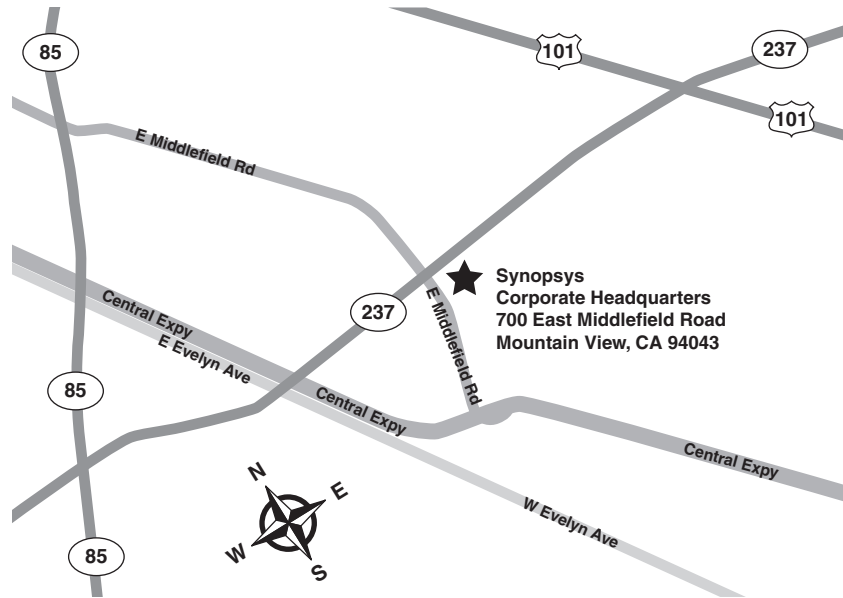 85
101
237
101
E Middlefield Rd
Synopsys
Corporate Headquarters
700 East Middlefield Road
Mountain View, CA 94043
237
E Middlefield Rd
Central Expy
E Evelyn Ave
85
Central Expy
Central Expy
N
E
W
S
W Evelyn Ave
85